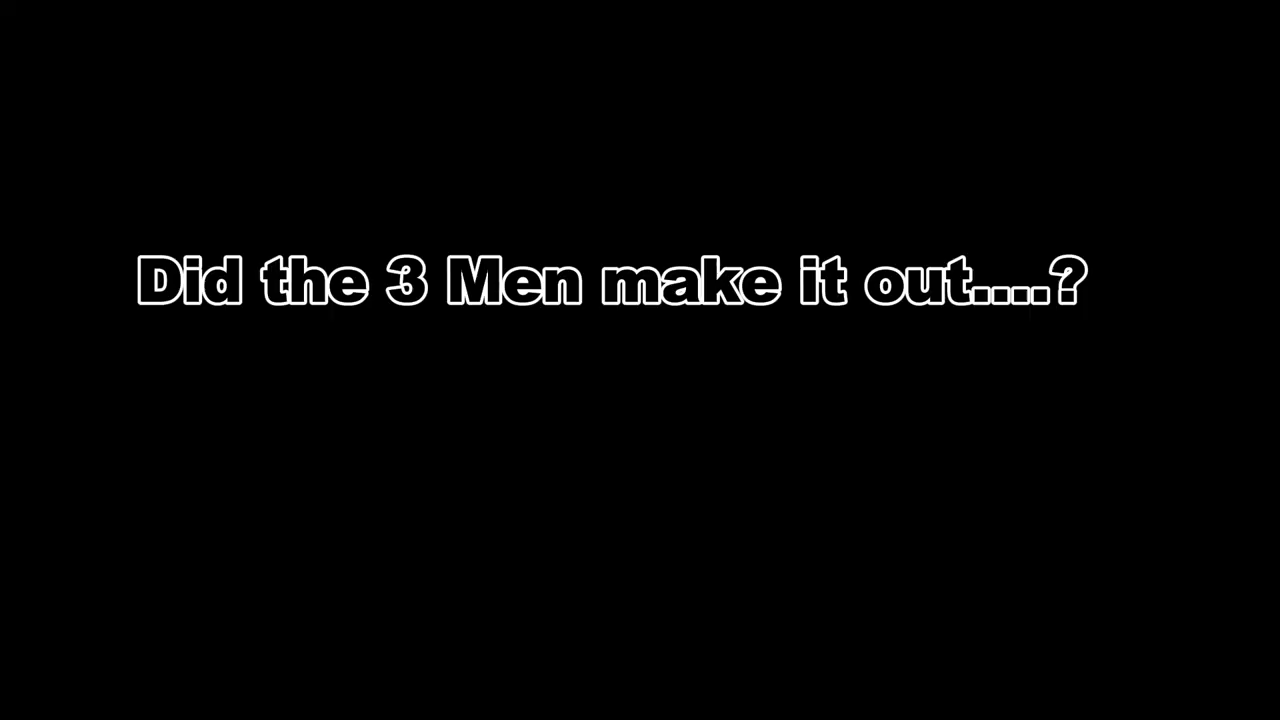 Did the 3 Men make it out....?